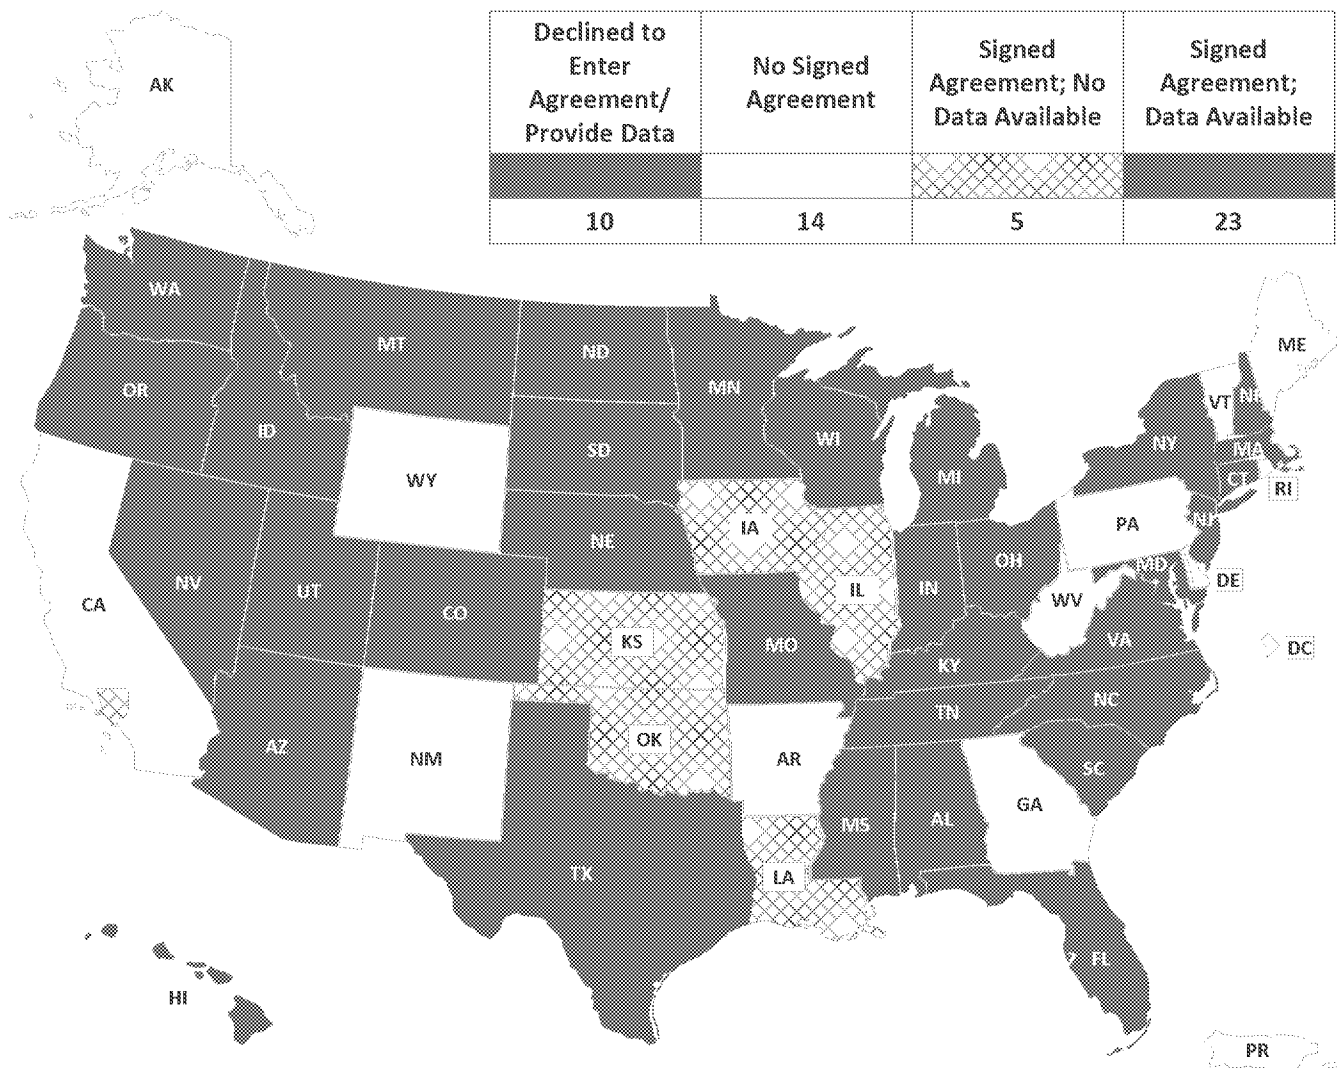 Declined to
Enter
Agreement/
Provide Data
No Signed
Agreement
Signed
Agreement; No
Data Available
Signed
Agreement;
Data Available
10
14
5
23
AK
WA
MT
ND
MN
ME
OR
ID
SD
WI
MI
NY
VT
NH
MA
CT
RI
WY
IA
PA
NJ
NE
NV
UT
CO
CA
KS
IL
IN
OH
WV
MD
DE
VA
DC
MO
KY
TN
NC
AZ
NM
OK
AR
SC
GA
TX
LA
MS
AL
FL
HI
PR